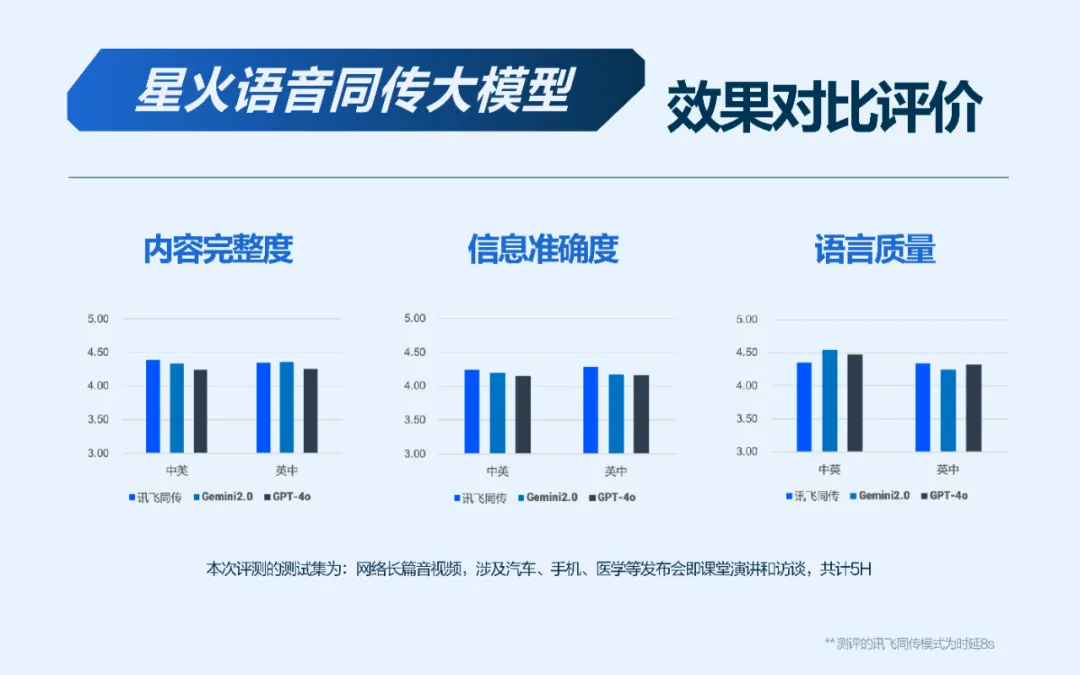 星火语音同传大模型 效果对比评价
内容完整度
5.00
4.50
4.00
3.50
3.00
中英 英中
讯飞同传 Gemini2.0 GPT-4o
信息准确度
5.00
4.50
4.00
3.50
3.00
中英 英中
讯飞同传 Gemini2.0 GPT-4o
语言质量
5.00
4.50
4.00
3.50
3.00
中英 英中
讯飞同传 Gemini2.0 GPT-4o
本次评测的测试集为：网络长篇音视频，涉及汽车、手机、医学等发布会即课堂演讲和访谈，共计5H
**测评的讯飞同传模式为时延8s